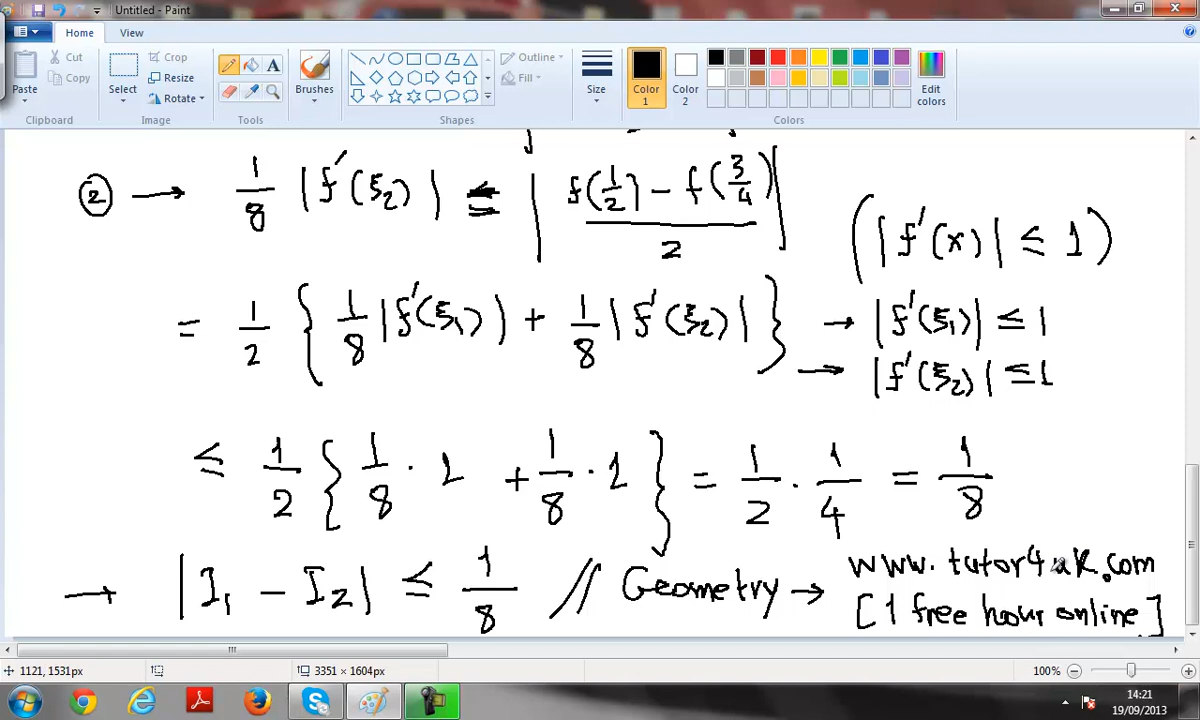 Untitled - Paint
Home View
Paste
Cut
Copy
Clipboard
Select
Crop
Resize
Rotate
Image
A
Tools
Brushes
Outline
Fill
Shapes
Size
Color 1
Color 2
Edit colors
Colors
② → 1/8 |f'(ξ₂)| ≤ |(f(1/2) − f(3/4))/2| (|f'(x)| ≤ 1)
= 1/2 { 1/8 |f'(ξ₁)| + 1/8 |f'(ξ₂)| } → |f'(ξ₁)| ≤ 1
→ |f'(ξ₂)| ≤ 1
≤ 1/2 { 1/8 · 1 + 1/8 · 1 } = 1/2 · 1/4 = 1/8
→ |I₁ − I₂| ≤ 1/8 // Geometry → www.tutor4uk.com
[1 free hour online]
1121, 1531px
3351 × 1604px
100%
14:21
19/09/2013